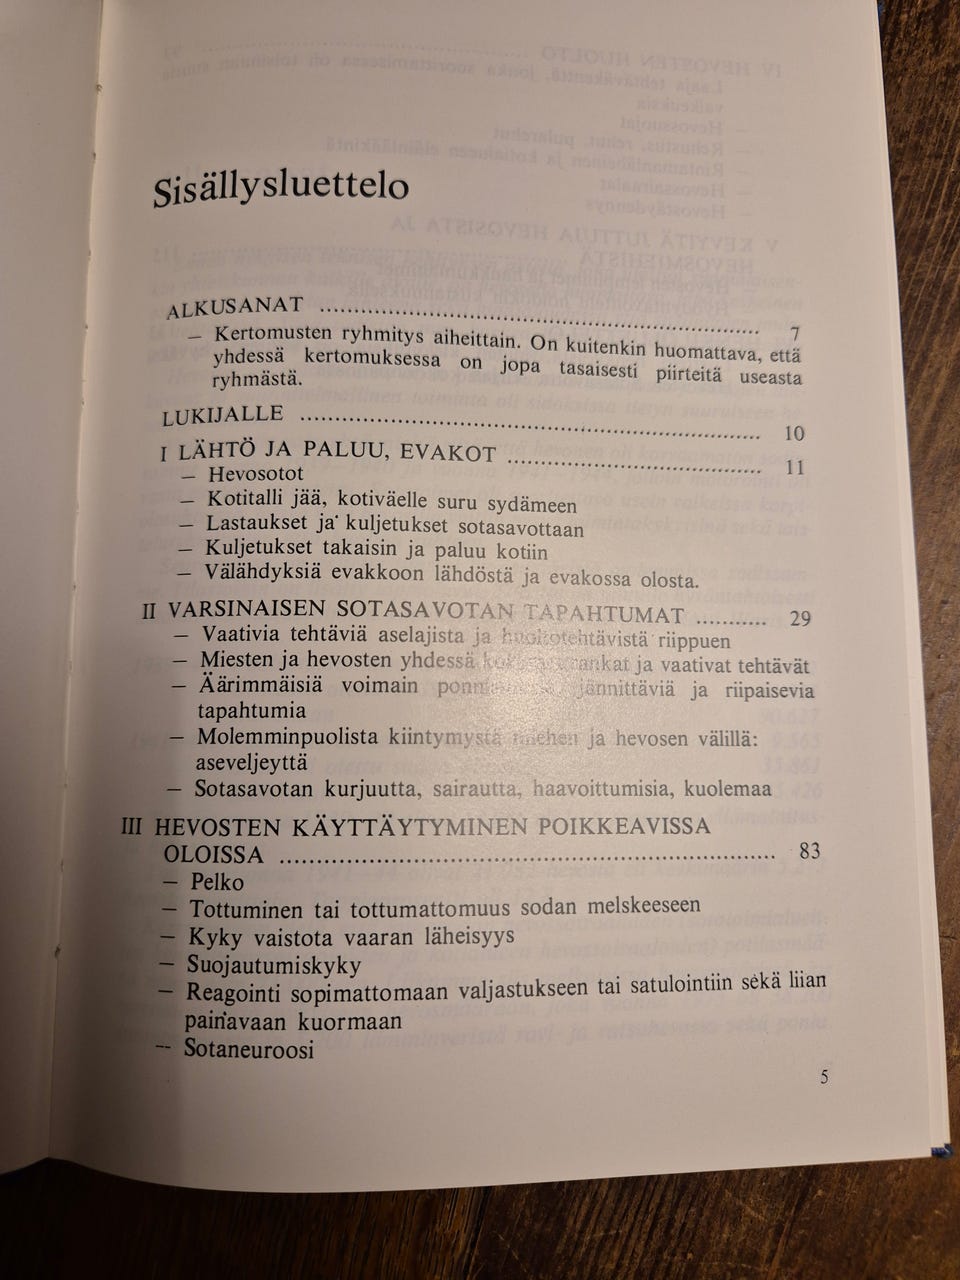 Sisällysluettelo
ALKUSANAT ........................................ 7
– Kertomusten ryhmitys aiheittain. On kuitenkin huomattava, että
yhdessä kertomuksessa on jopa tasaisesti piirteitä useasta
ryhmästä.
LUKIJALLE ........................................ 10
I LÄHTÖ JA PALUU, EVAKOT ........................................ 11
– Hevosotot
– Kotitalli jää, kotiväelle suru sydämeen
– Lastaukset ja kuljetukset sotasavottaan
– Kuljetukset takaisin ja paluu kotiin
– Välähdyksiä evakkoon lähdöstä ja evakossa olosta.
II VARSINAISEN SOTASAVOTAN TAPAHTUMAT ........... 29
– Vaativia tehtäviä aselajista ja huoltotehtävistä riippuen
– Miesten ja hevosten yhdessä ja vaativat tehtävät
– Äärimmäisiä voimain jännittäviä ja riipaisevia
tapahtumia
– Molemminpuolista kiintymystä miehen ja hevosen välillä:
aseveljeyttä
– Sotasavotan kurjuutta, sairautta, haavoittumisia, kuolemaa
III HEVOSTEN KÄYTTÄYTYMINEN POIKKEAVISSA
OLOISSA ........................................ 83
– Pelko
– Tottuminen tai tottumattomuus sodan melskeeseen
– Kyky vaistota vaaran läheisyys
– Suojautumiskyky
– Reagointi sopimattomaan valjastukseen tai satulointiin sekä liian
painavaan kuormaan
– Sotaneuroosi
5